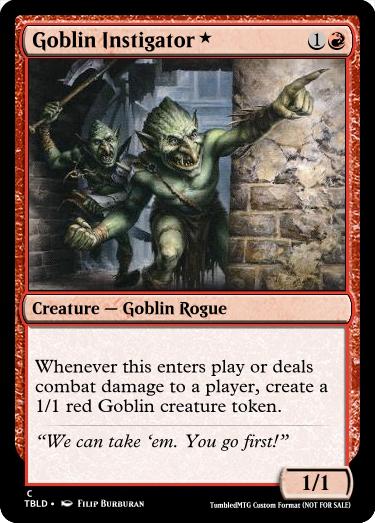 Goblin Instigator ★ 1
Creature — Goblin Rogue
Whenever this enters play or deals
combat damage to a player, create a
1/1 red Goblin creature token.
“We can take ‘em. You go first!”
1/1
C
TBLD • Filip Burburan
TumbledMTG Custom Format (NOT FOR SALE)